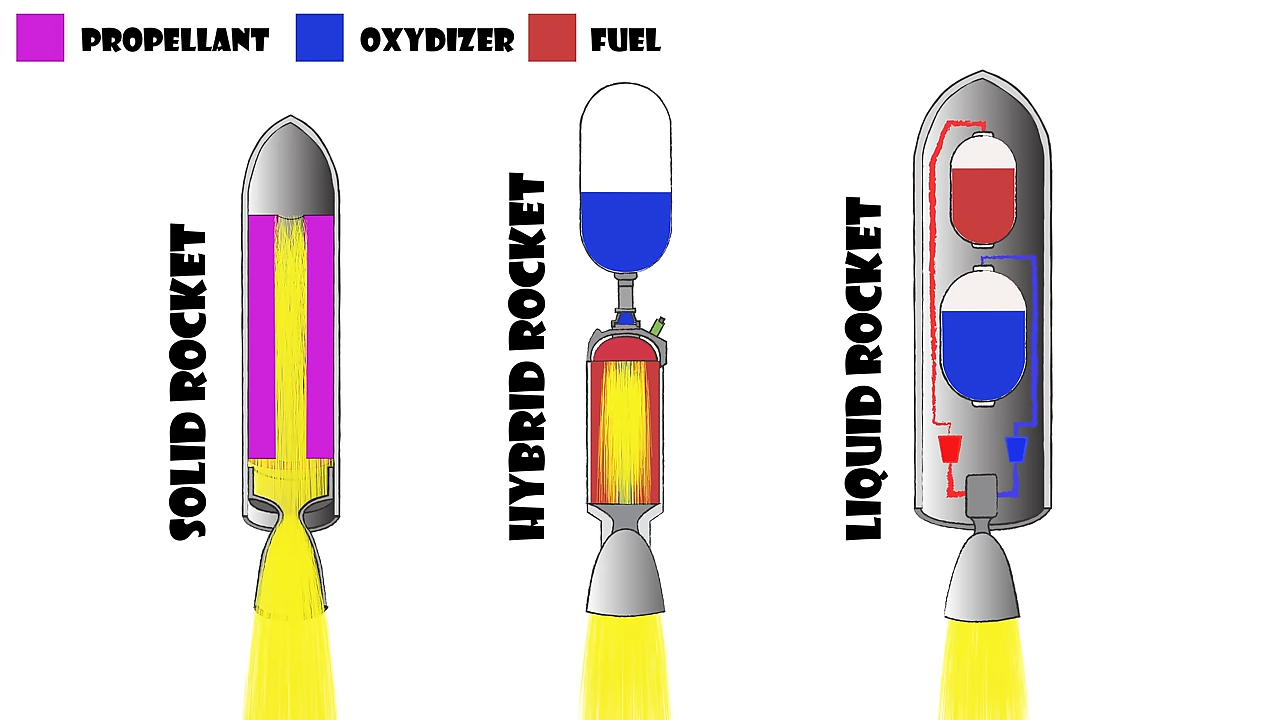 PROPELLANT
OXYDIZER
FUEL
SOLID ROCKET
HYBRID ROCKET
LIQUID ROCKET